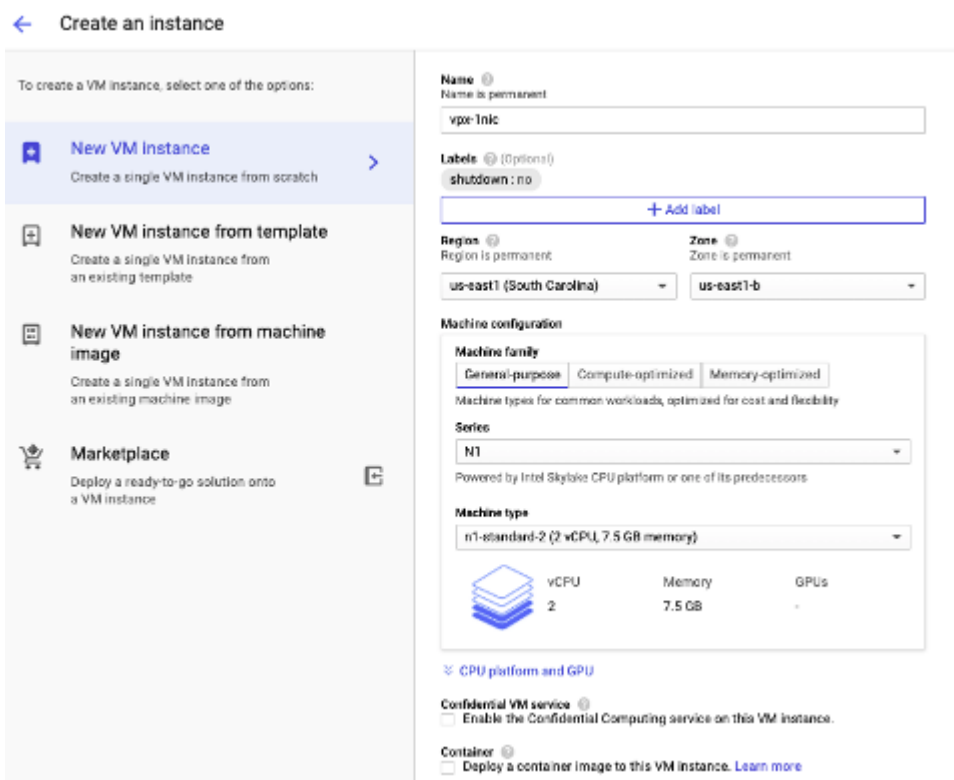 Create an instance
To create a VM instance, select one of the options:
New VM instance
Create a single VM instance from scratch
New VM instance from template
Create a single VM instance from
an existing template
New VM instance from machine
image
Create a single VM instance from
an existing machine image
Marketplace
Deploy a ready-to-go solution onto
a VM instance
Name
Name is permanent
vpx-1nic
Labels (Optional)
shutdown : no
+ Add label
Region
Region is permanent
us-east1 (South Carolina)
Zone
Zone is permanent
us-east1-b
Machine configuration
Machine family
General-purpose Compute-optimized Memory-optimized
Machine types for common workloads, optimized for cost and flexibility
Series
N1
Powered by Intel Skylake CPU platform or one of its predecessors
Machine type
n1-standard-2 (2 vCPU, 7.5 GB memory)
vCPU Memory GPUs
2 7.5 GB -
CPU platform and GPU
Confidential VM service
Enable the Confidential Computing service on this VM instance.
Container
Deploy a container image to this VM instance. Learn more